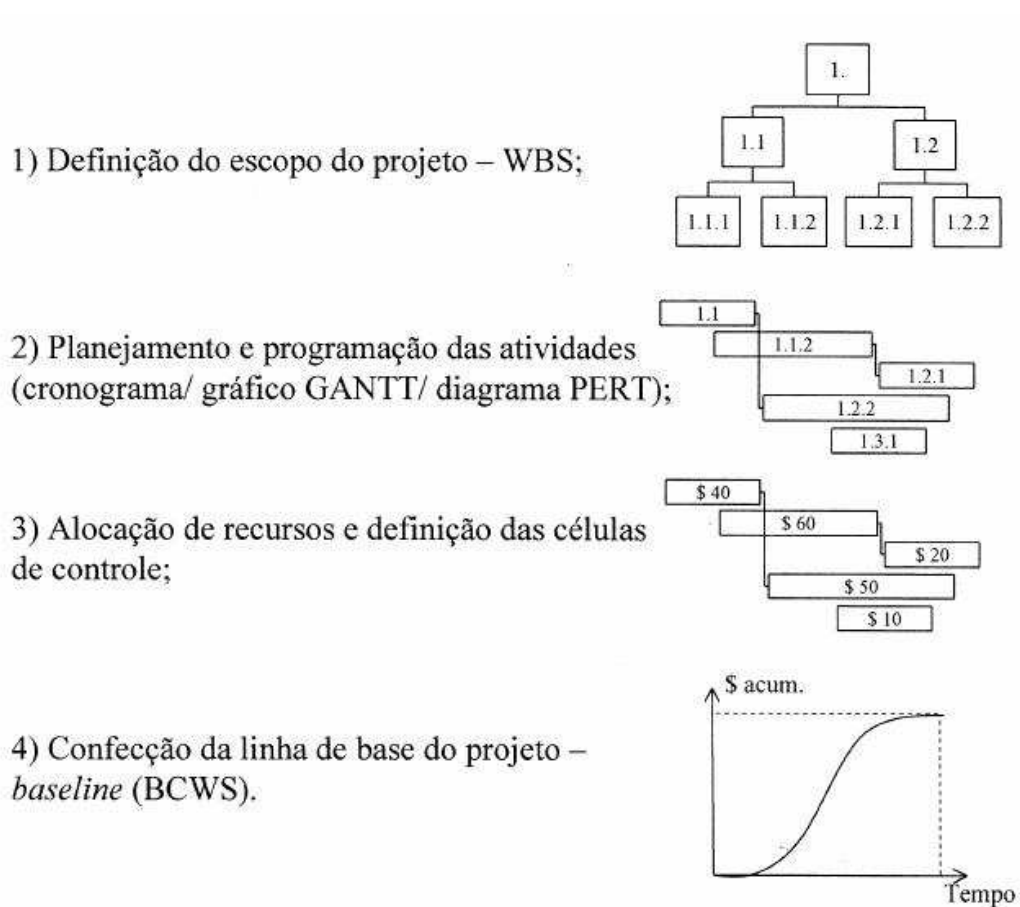 1.
1.1
1.2
1) Definição do escopo do projeto – WBS;
1.1.1
1.1.2
1.2.1
1.2.2
1.1
2) Planejamento e programação das atividades
1.1.2
(cronograma/ gráfico GANTT/ diagrama PERT);
1.2.1
1.2.2
1.3.1
$ 40
3) Alocação de recursos e definição das células
$ 60
de controle;
$ 20
$ 50
$ 10
$ acum.
4) Confecção da linha de base do projeto –
baseline (BCWS).
Tempo